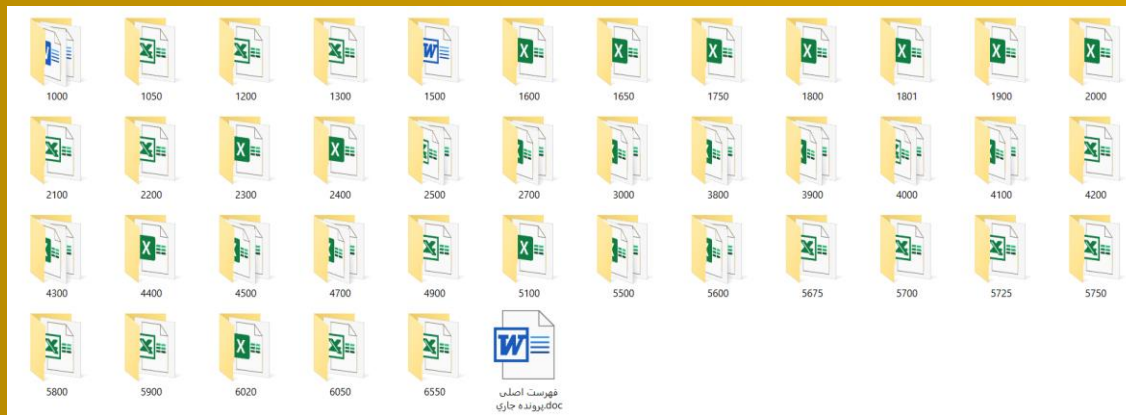 1000 1050 1200 1300 1500 1600 1650 1750 1800 1801 1900 2000
2100 2200 2300 2400 2500 2700 3000 3800 3900 4000 4100 4200
4300 4400 4500 4700 4900 5100 5500 5600 5675 5700 5725 5750
5800 5900 6020 6050 6550 فهرست اصلی
پرونده جاري.doc